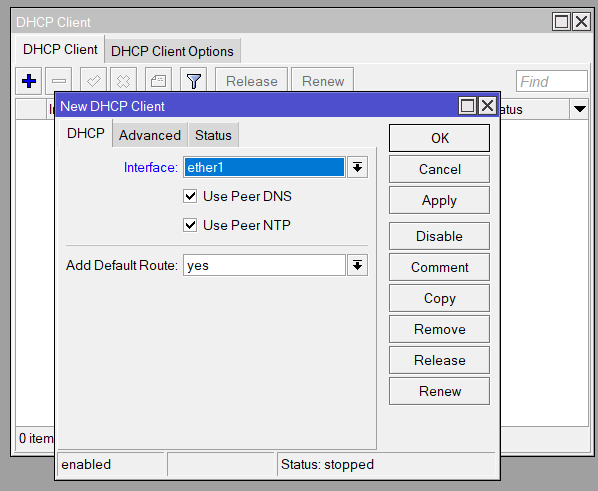 DHCP Client
DHCP Client DHCP Client Options
Release Renew Find
New DHCP Client
DHCP Advanced Status
Interface: ether1
Use Peer DNS
Use Peer NTP
Add Default Route: yes
OK
Cancel
Apply
Disable
Comment
Copy
Remove
Release
Renew
0 item
enabled Status: stopped